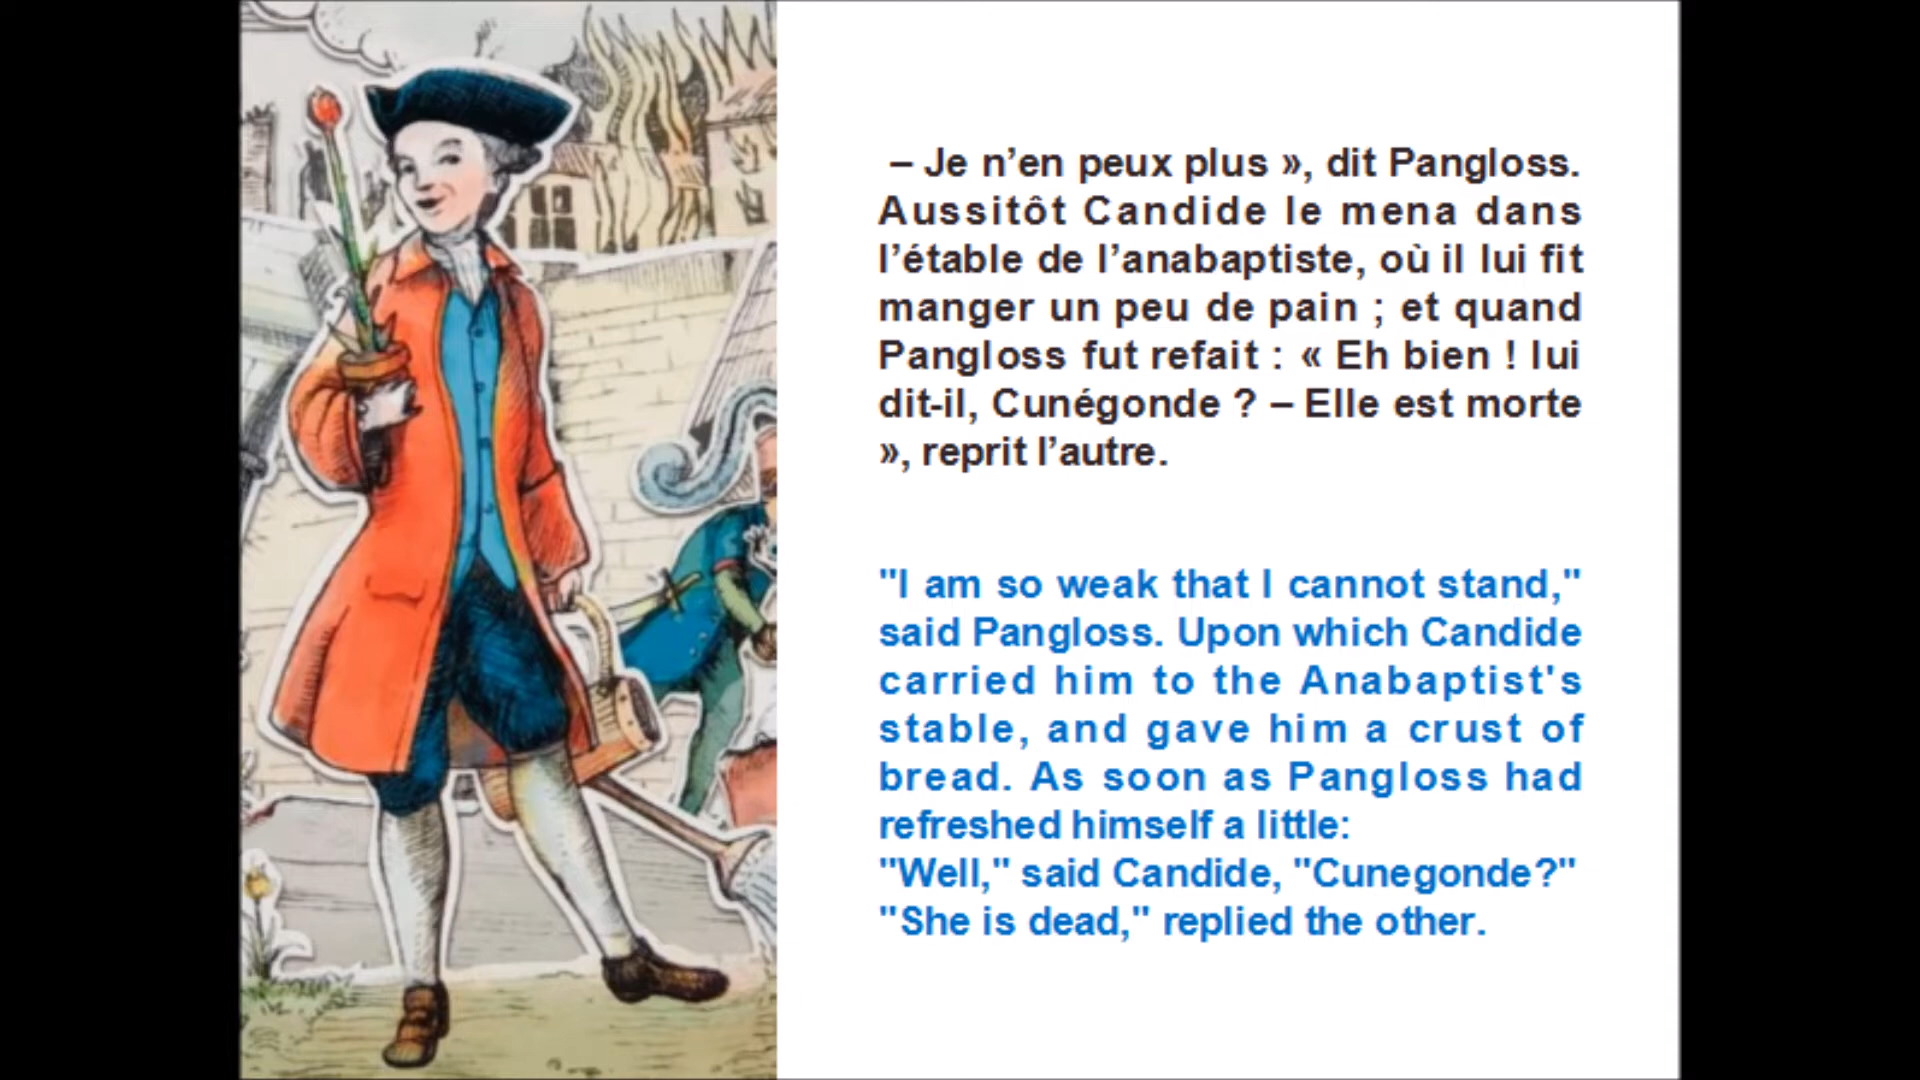 – Je n’en peux plus », dit Pangloss.
Aussitôt Candide le mena dans
l’étable de l’anabaptiste, où il lui fit
manger un peu de pain ; et quand
Pangloss fut refait : « Eh bien ! lui
dit-il, Cunégonde ? – Elle est morte
», reprit l’autre.
"I am so weak that I cannot stand,"
said Pangloss. Upon which Candide
carried him to the Anabaptist's
stable, and gave him a crust of
bread. As soon as Pangloss had
refreshed himself a little:
"Well," said Candide, "Cunegonde?"
"She is dead," replied the other.